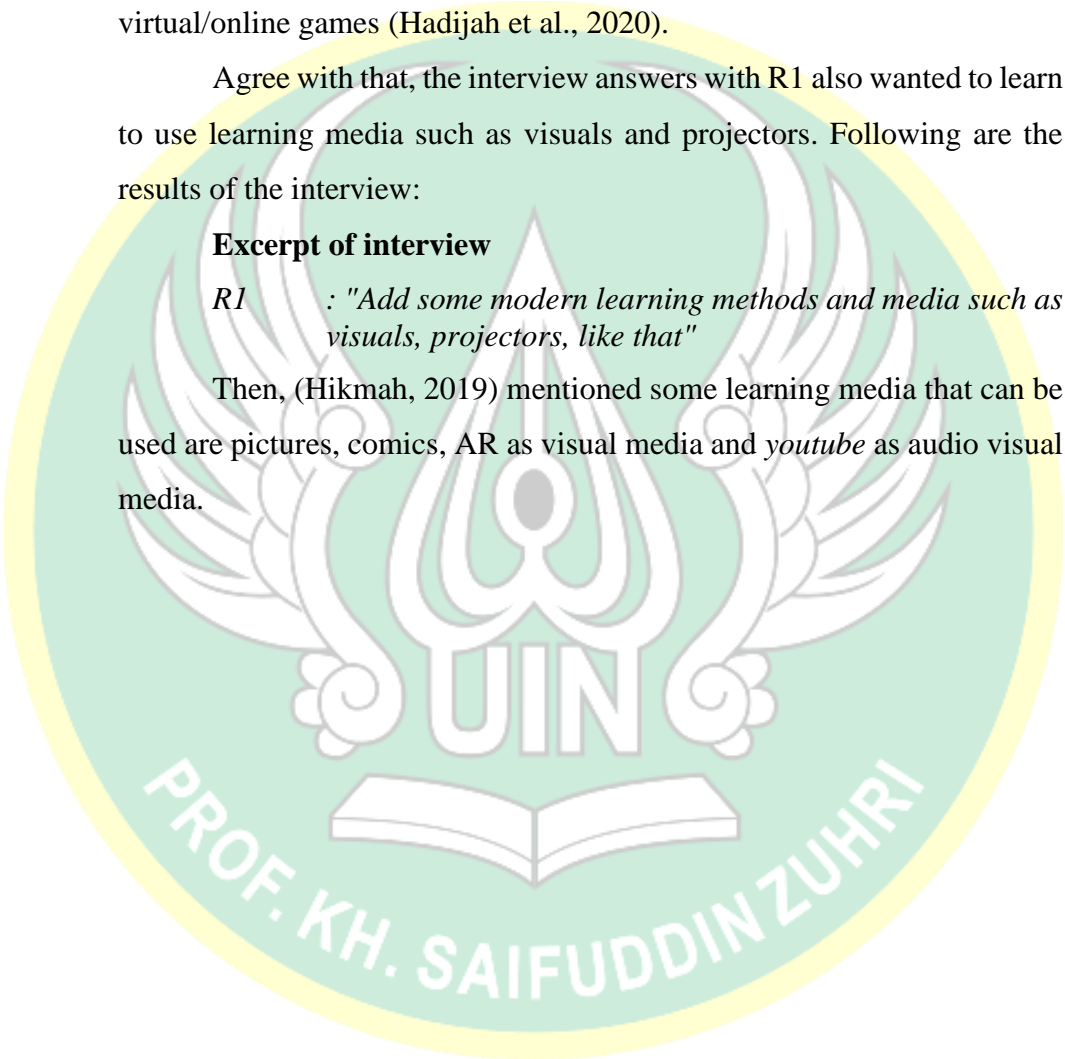 virtual/online games (Hadijah et al., 2020).
Agree with that, the interview answers with R1 also wanted to learn
to use learning media such as visuals and projectors. Following are the
results of the interview:
Excerpt of interview
R1 : "Add some modern learning methods and media such as
visuals, projectors, like that"
Then, (Hikmah, 2019) mentioned some learning media that can be
used are pictures, comics, AR as visual media and youtube as audio visual
media.
UIN
PROF. KH. SAIFUDDIN ZUHRI